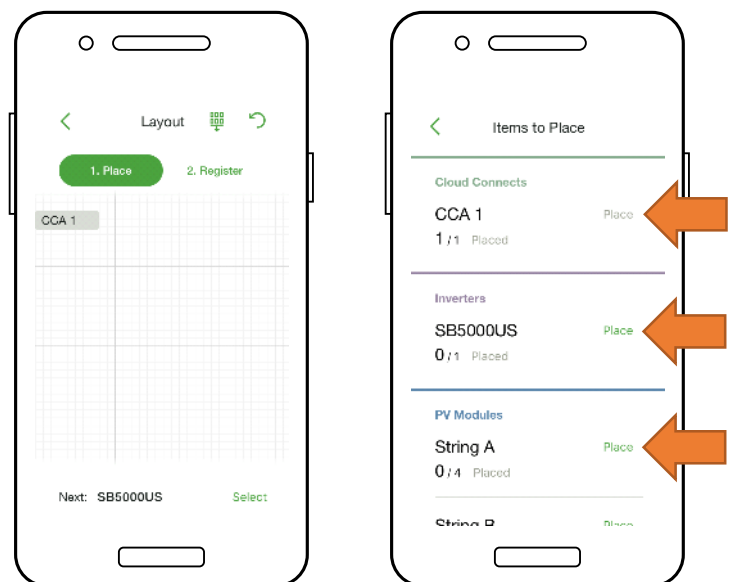 Layout
1. Place 2. Register
CCA 1
Next: SB5000US Select
Items to Place
Cloud Connects
CCA 1 Place
1 / 1 Placed
Inverters
SB5000US Place
0 / 1 Placed
PV Modules
String A Place
0 / 4 Placed
String B Place